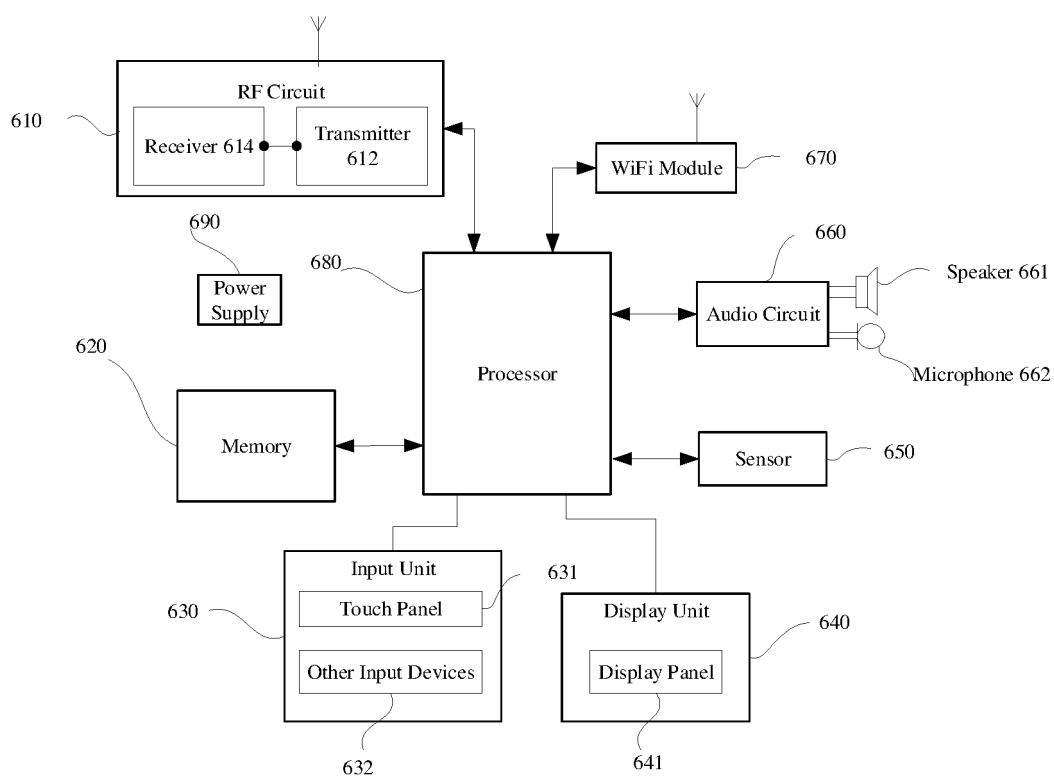 RF Circuit
610
Receiver 614
Transmitter
612
WiFi Module
670
690
Power
Supply
680
660
Speaker 661
Audio Circuit
Microphone 662
620
Processor
Memory
Sensor
650
Input Unit
631
Touch Panel
630
Other Input Devices
632
Display Unit
640
Display Panel
641